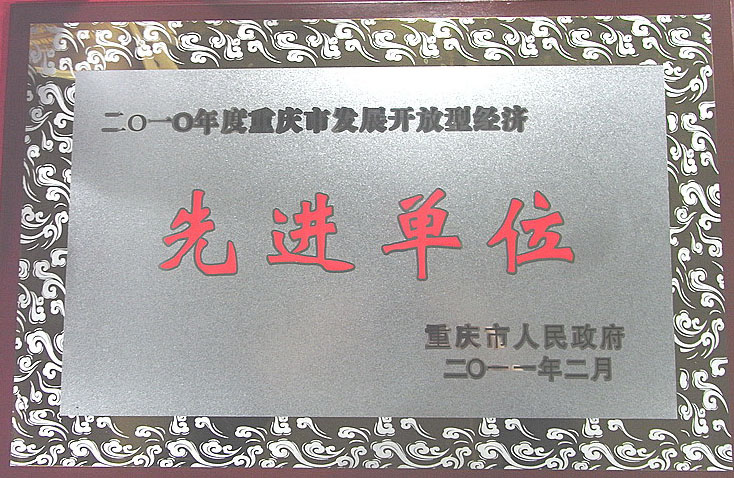 二〇一〇年度重庆市发展开放型经济
先进单位
重庆市人民政府
二〇一一年二月